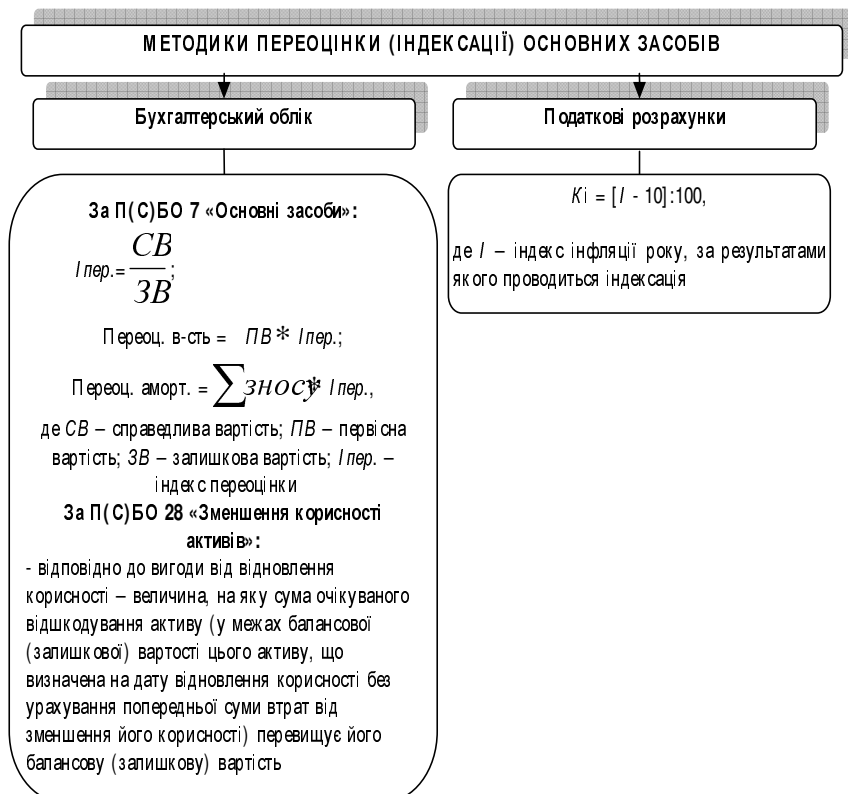 МЕТОДИКИ ПЕРЕОЦІНКИ (ІНДЕКСАЦІЇ) ОСНОВНИХ ЗАСОБІВ
Бухгалтерський облік
За П(С)БО 7 «Основні засоби»:
І пер.= СВ / ЗВ ;
Переоц. в-сть = ПВ * І пер.;
Переоц. аморт. = ∑зносу* І пер.,
де СВ – справедлива вартість; ПВ – первісна
вартість; ЗВ – залишкова вартість; І пер. –
індекс переоцінки
За П(С)БО 28 «Зменшення корисності
активів»:
- відповідно до вигоди від відновлення
корисності – величина, на яку сума очікуваного
відшкодування активу (у межах балансової
(залишкової) вартості цього активу, що
визначена на дату відновлення корисності без
урахування попередньої суми втрат від
зменшення його корисності) перевищує його
балансову (залишкову) вартість
Податкові розрахунки
Кі = [І - 10]:100,
де І – індекс інфляції року, за результатами
якого проводиться індексація